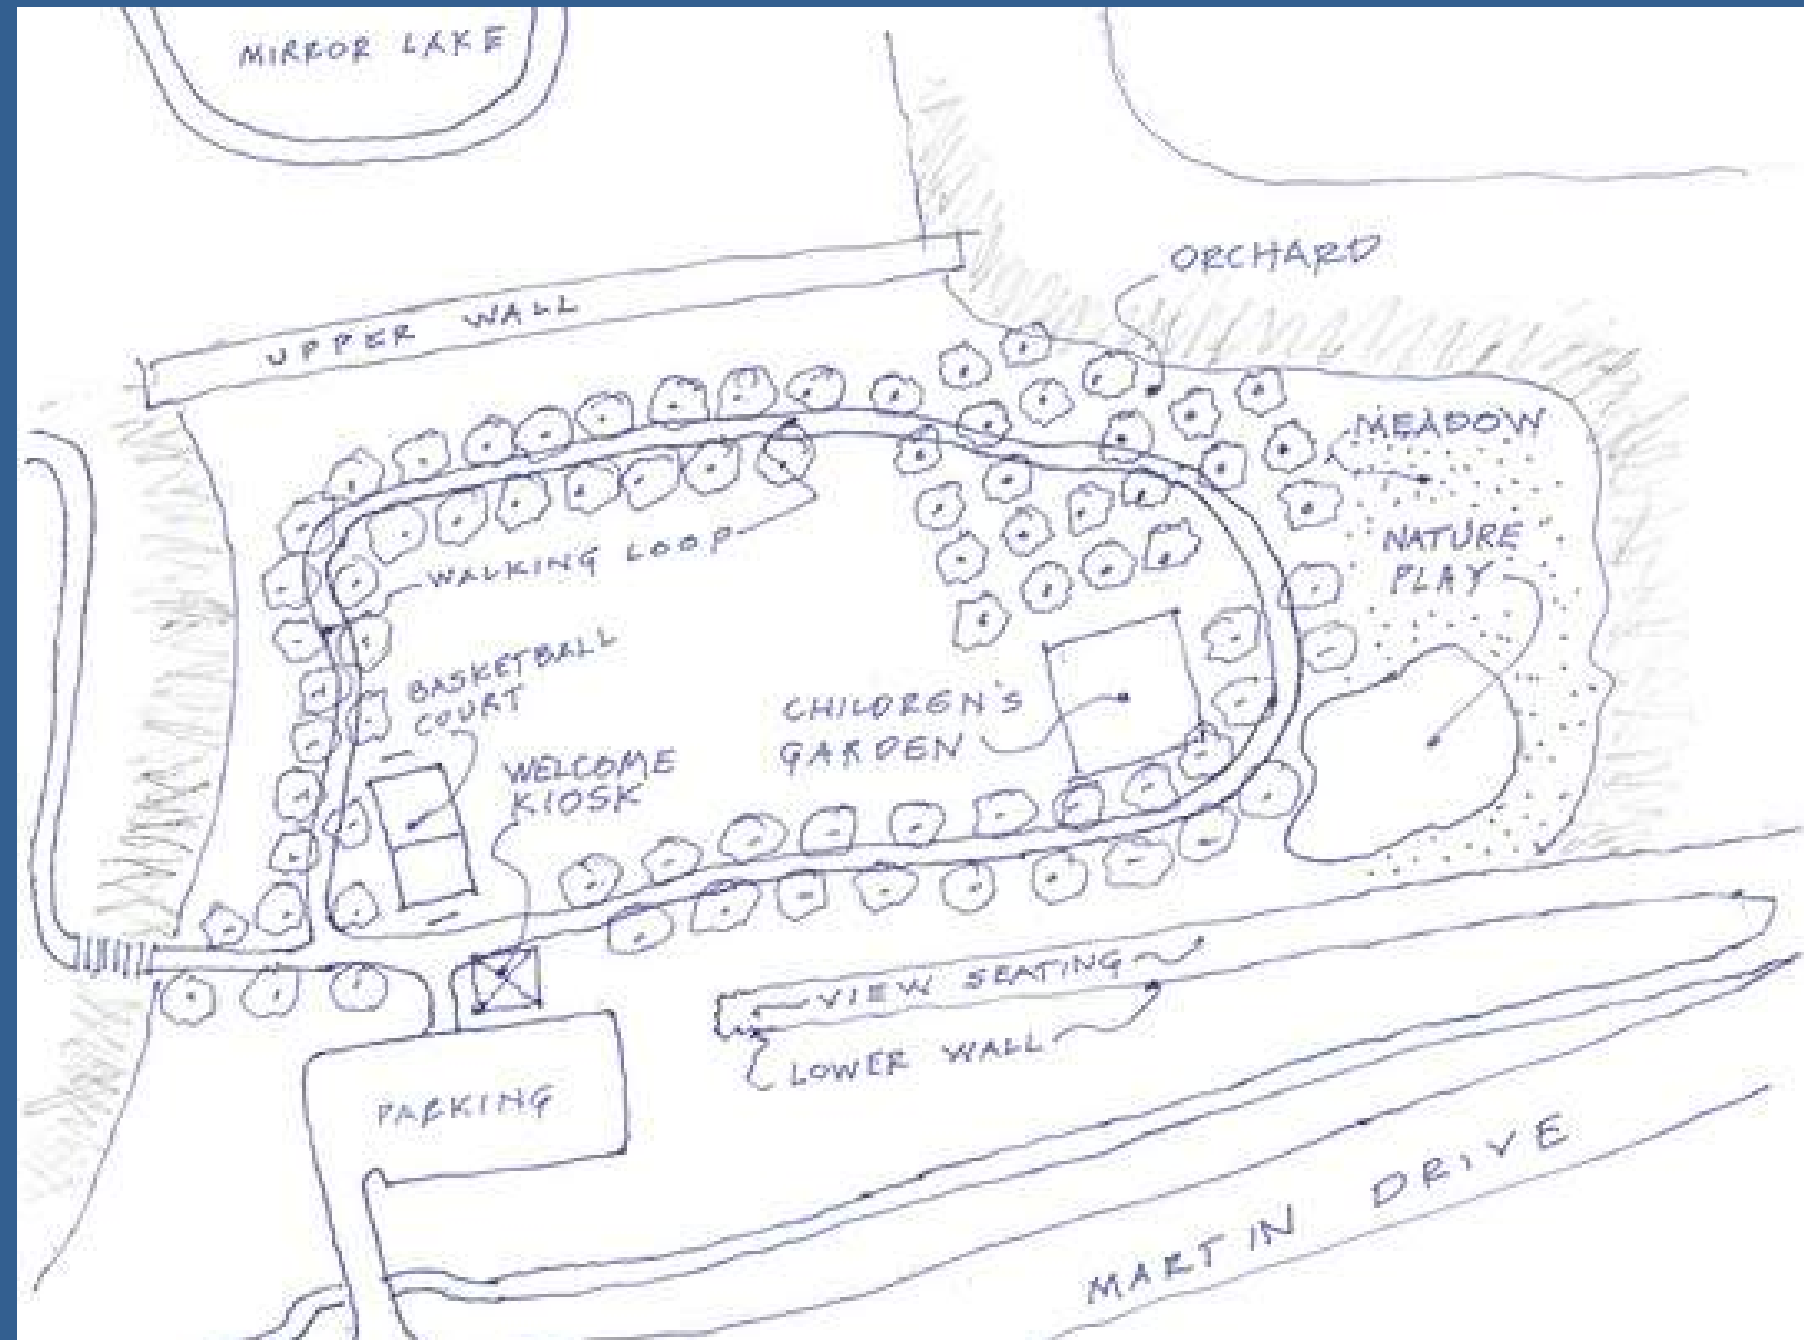 MIRROR LAKE
ORCHARD
UPPER WALL
MEADOW
NATURE
PLAY
WALKING LOOP
BASKETBALL
COURT
CHILDREN'S
GARDEN
WELCOME
KIOSK
VIEW SEATING
LOWER WALL
PARKING
MARTIN DRIVE